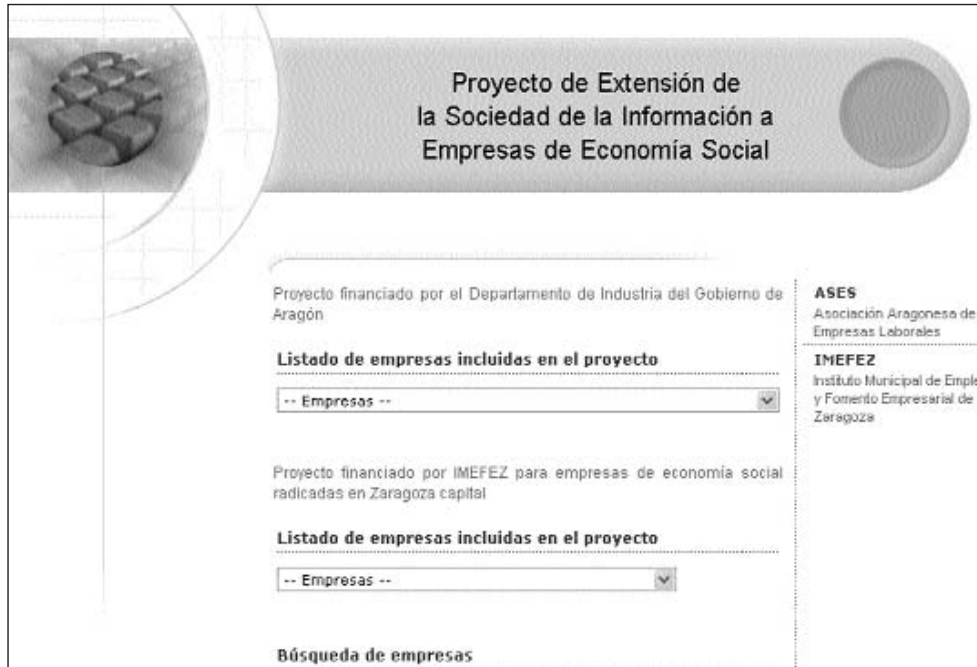 Proyecto de Extensión de
la Sociedad de la Información a
Empresas de Economía Social
Proyecto financiado por el Departamento de Industria del Gobierno de
Aragón
Listado de empresas incluidas en el proyecto
-- Empresas --
Proyecto financiado por IMEFEZ para empresas de economía social
radicadas en Zaragoza capital
Listado de empresas incluidas en el proyecto
-- Empresas --
Búsqueda de empresas
ASES
Asociación Aragonesa de
Empresas Laborales
IMEFEZ
Instituto Municipal de Emple
y Fomento Empresarial de
Zaragoza